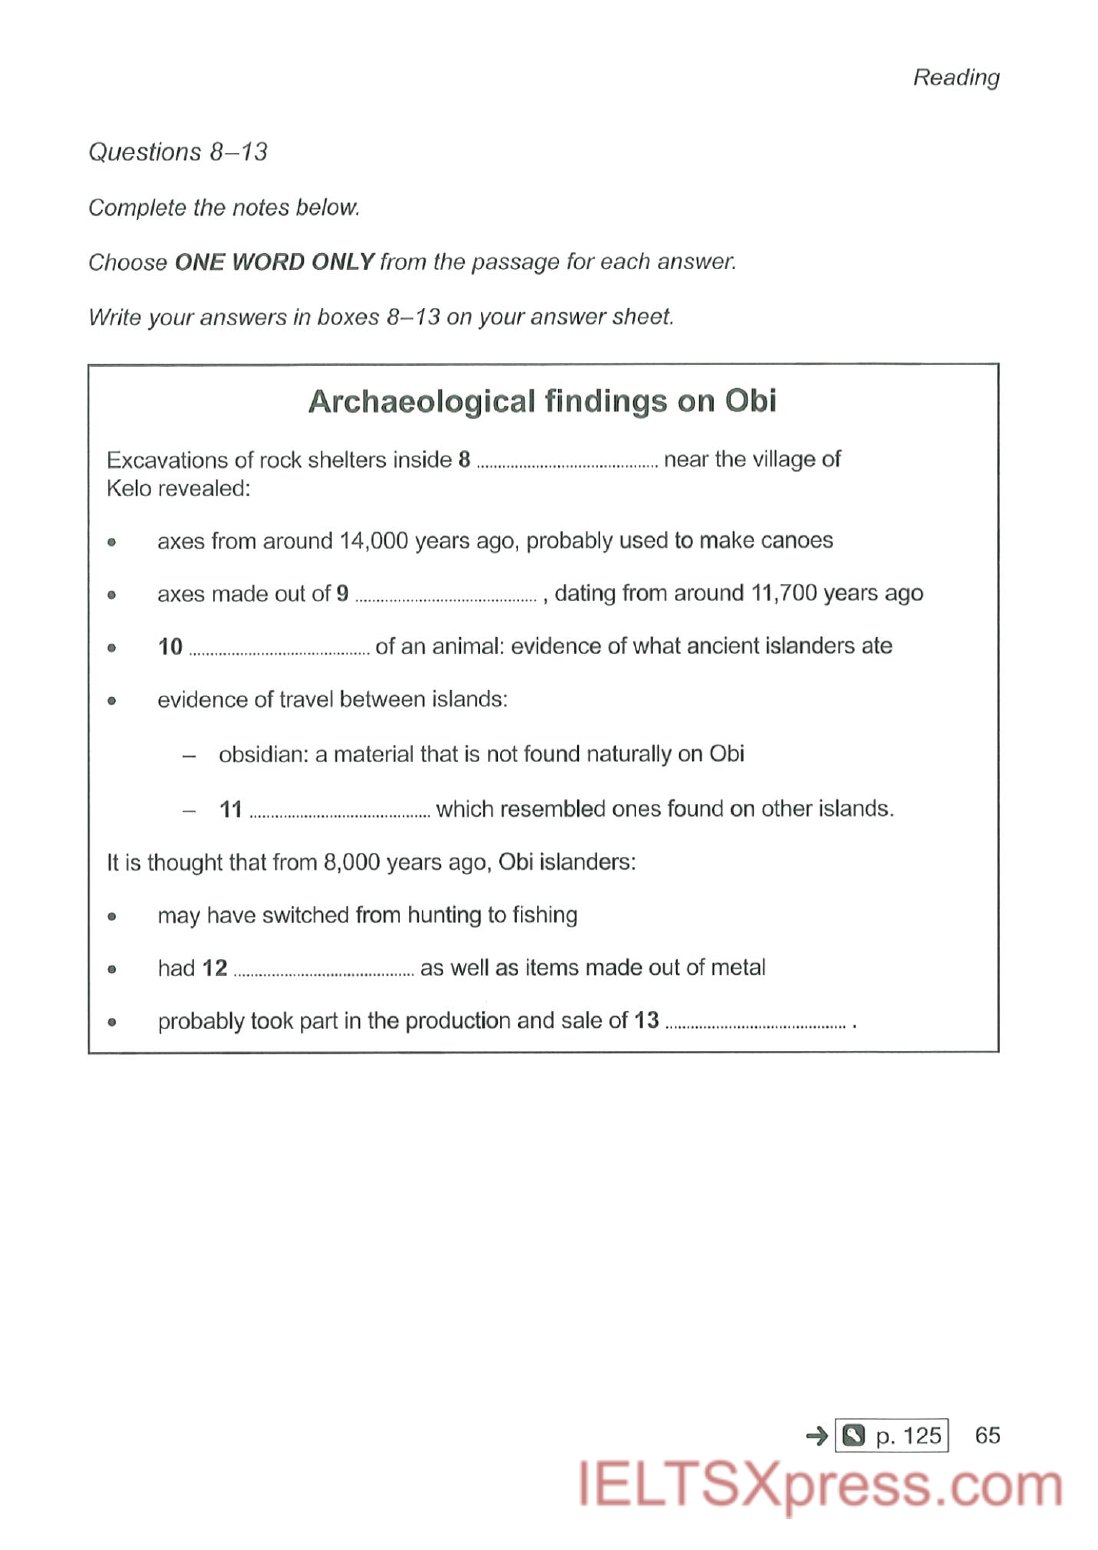 Reading
Questions 8–13
Complete the notes below.
Choose ONE WORD ONLY from the passage for each answer.
Write your answers in boxes 8–13 on your answer sheet.
Archaeological findings on Obi
Excavations of rock shelters inside 8 ........................................ near the village of
Kelo revealed:
• axes from around 14,000 years ago, probably used to make canoes
• axes made out of 9 ........................................ , dating from around 11,700 years ago
• 10 ........................................ of an animal: evidence of what ancient islanders ate
• evidence of travel between islands:
– obsidian: a material that is not found naturally on Obi
– 11 ........................................ which resembled ones found on other islands.
It is thought that from 8,000 years ago, Obi islanders:
• may have switched from hunting to fishing
• had 12 ........................................ as well as items made out of metal
• probably took part in the production and sale of 13 ........................................ .
→ p. 125 65
IELTSXpress.com